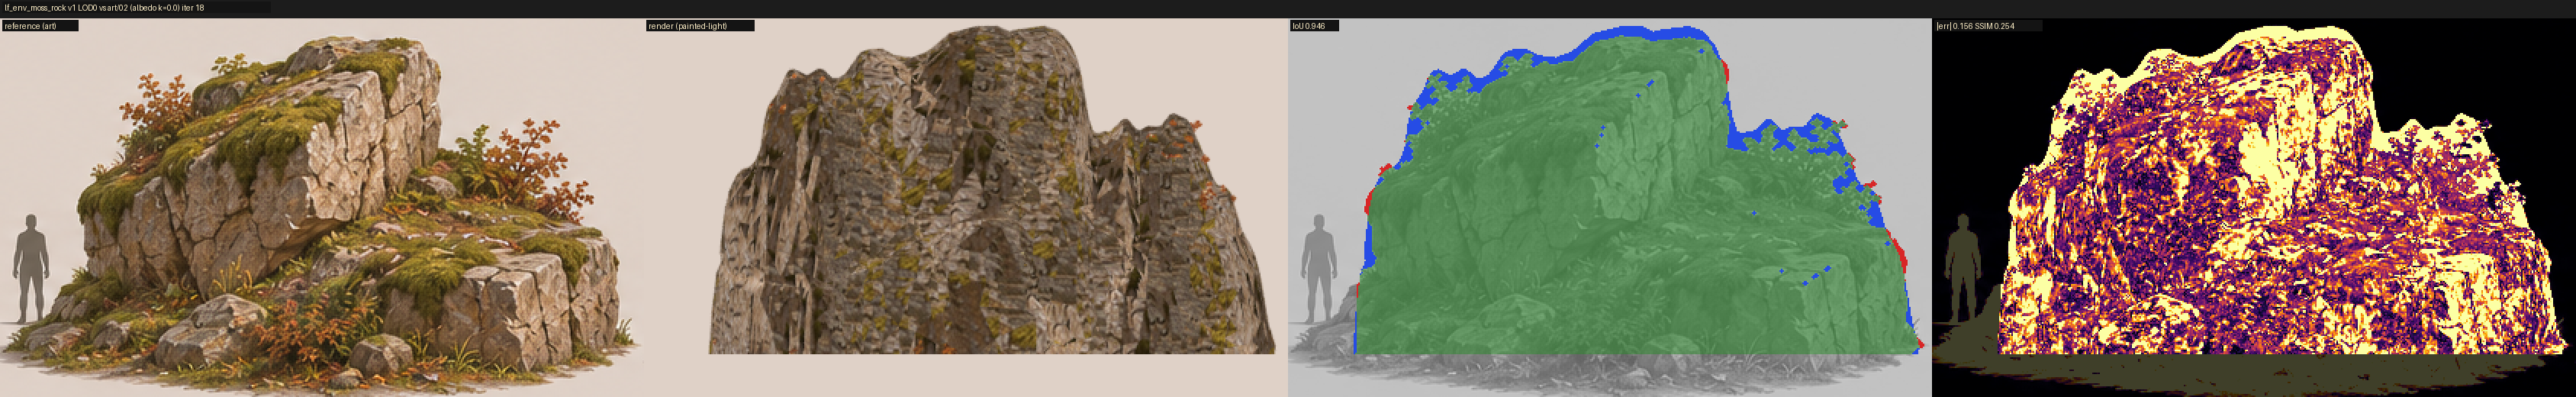 tf_env_moss_rock v1 LOD0 vs art/02 (albedo k=0.0) iter 18
reference (art)
render (painted-light)
IoU 0.946
|err| 0.156 SSIM 0.254